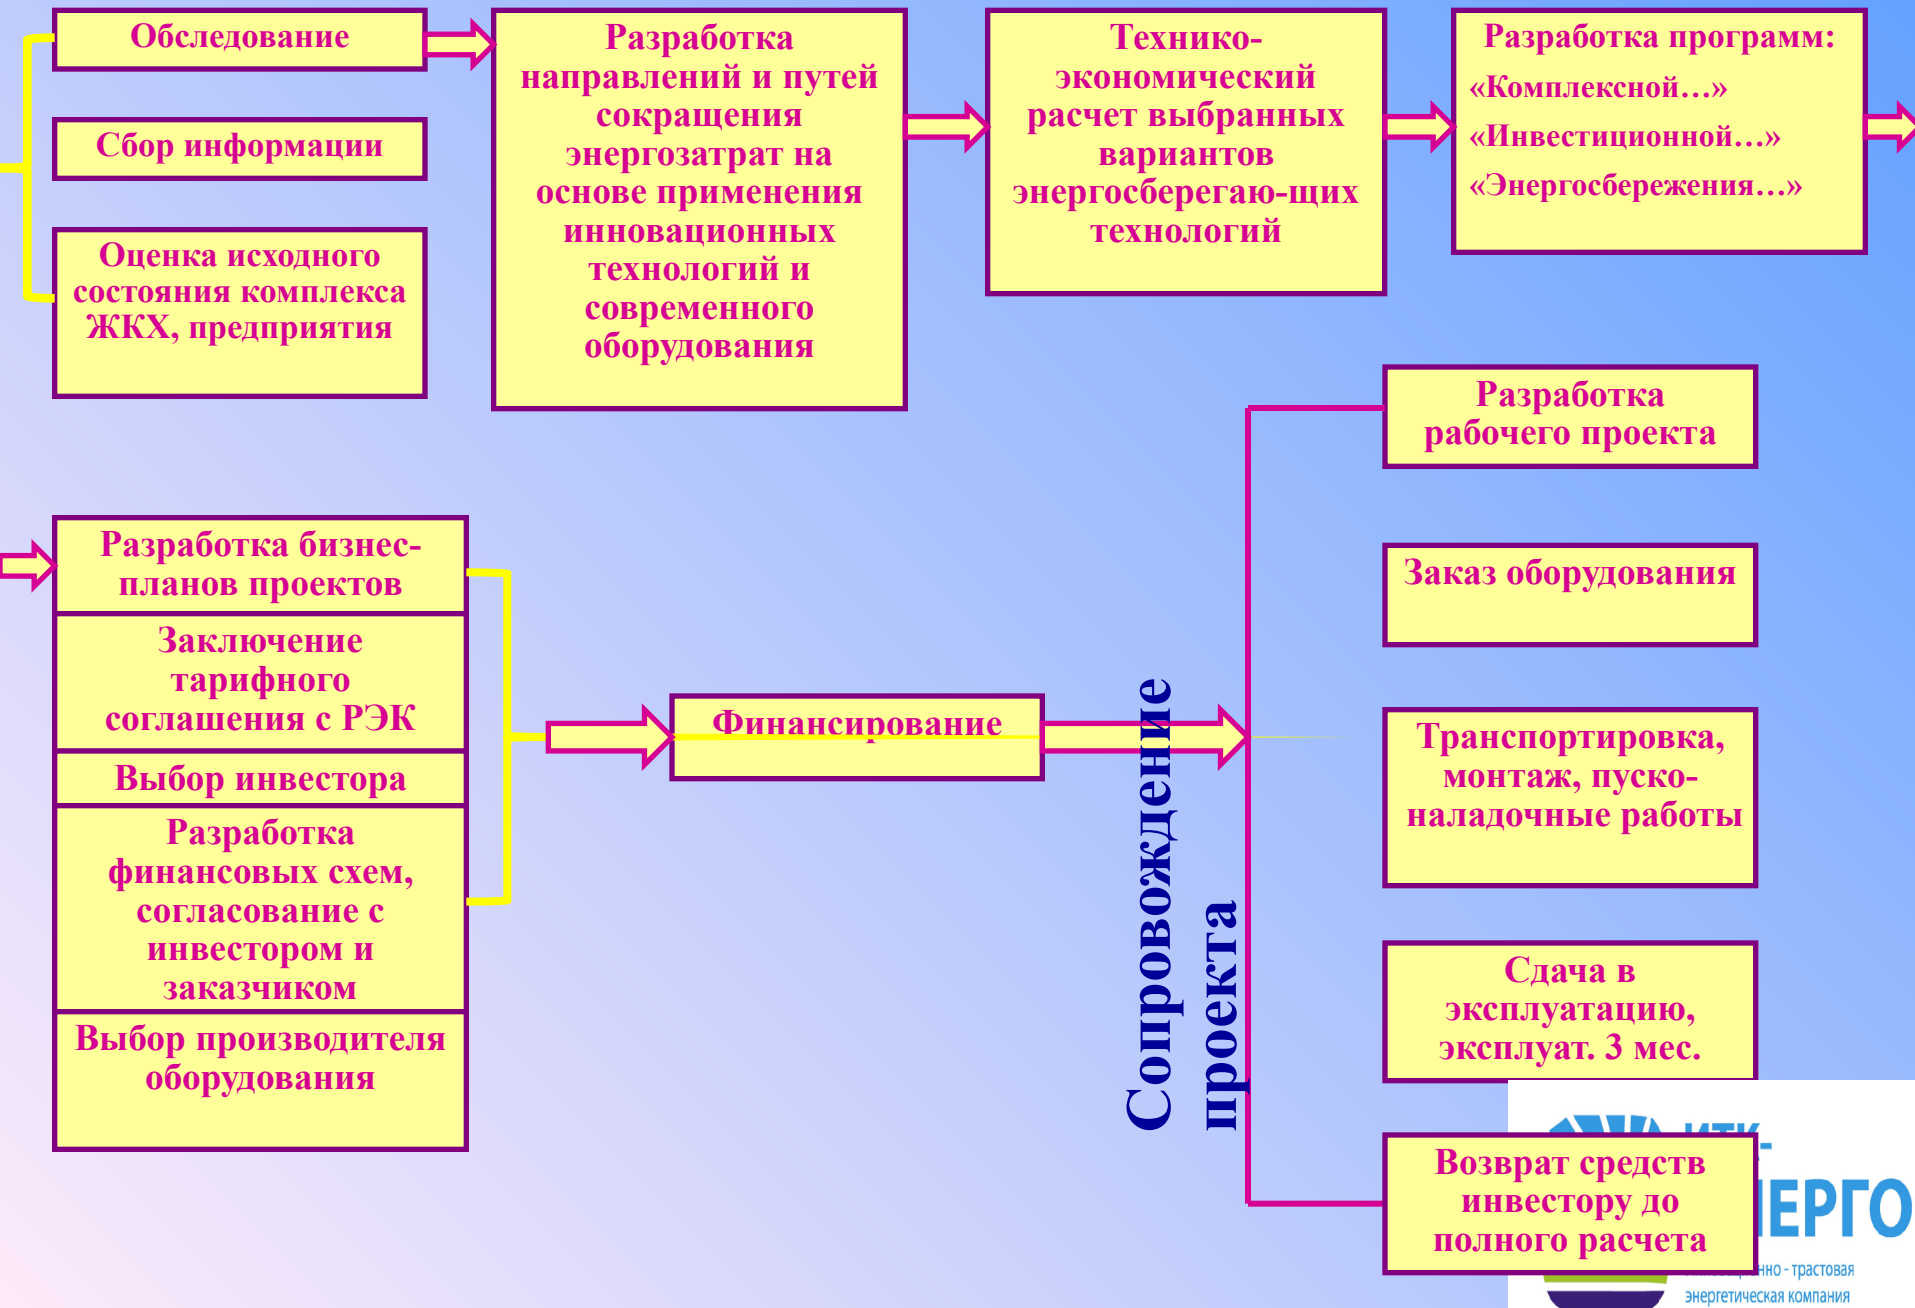 Обследование
Сбор информации
Оценка исходного
состояния комплекса
ЖКХ, предприятия
Разработка
направлений и путей
сокращения
энергозатрат на
основе применения
инновационных
технологий и
современного
оборудования
Технико-
экономический
расчет выбранных
вариантов
энергосберегаю-щих
технологий
Разработка программ:
«Комплексной…»
«Инвестиционной…»
«Энергосбережения…»
Разработка бизнес-
планов проектов
Заключение
тарифного
соглашения с РЭК
Выбор инвестора
Разработка
финансовых схем,
согласование с
инвестором и
заказчиком
Выбор производителя
оборудования
Финансирование
Сопровождение
проекта
Разработка
рабочего проекта
Заказ оборудования
Транспортировка,
монтаж, пуско-
наладочные работы
Сдача в
эксплуатацию,
эксплуат. 3 мес.
Возврат средств
инвестору до
полного расчета
ИТК-
трастовая
энергетическая компания